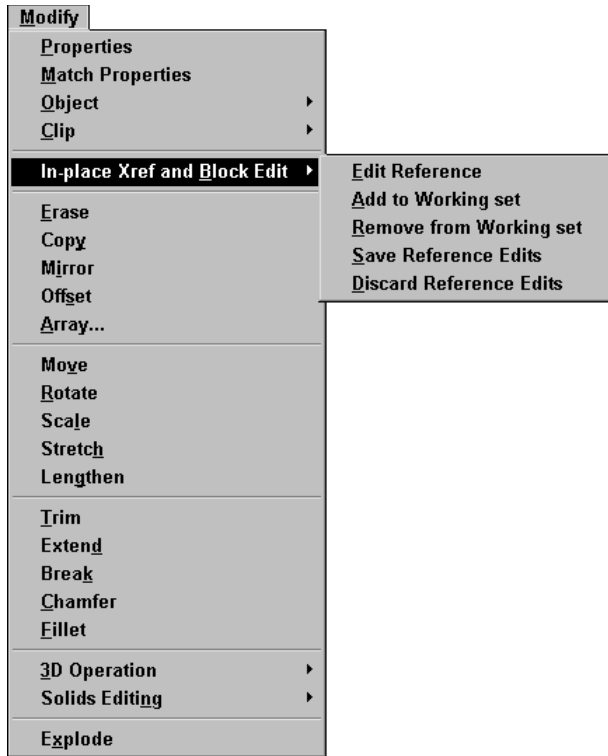 Modify
Properties
Match Properties
Object
Clip
In-place Xref and Block Edit
Edit Reference
Add to Working set
Remove from Working set
Save Reference Edits
Discard Reference Edits
Erase
Copy
Mirror
Offset
Array...
Move
Rotate
Scale
Stretch
Lengthen
Trim
Extend
Break
Chamfer
Fillet
3D Operation
Solids Editing
Explode